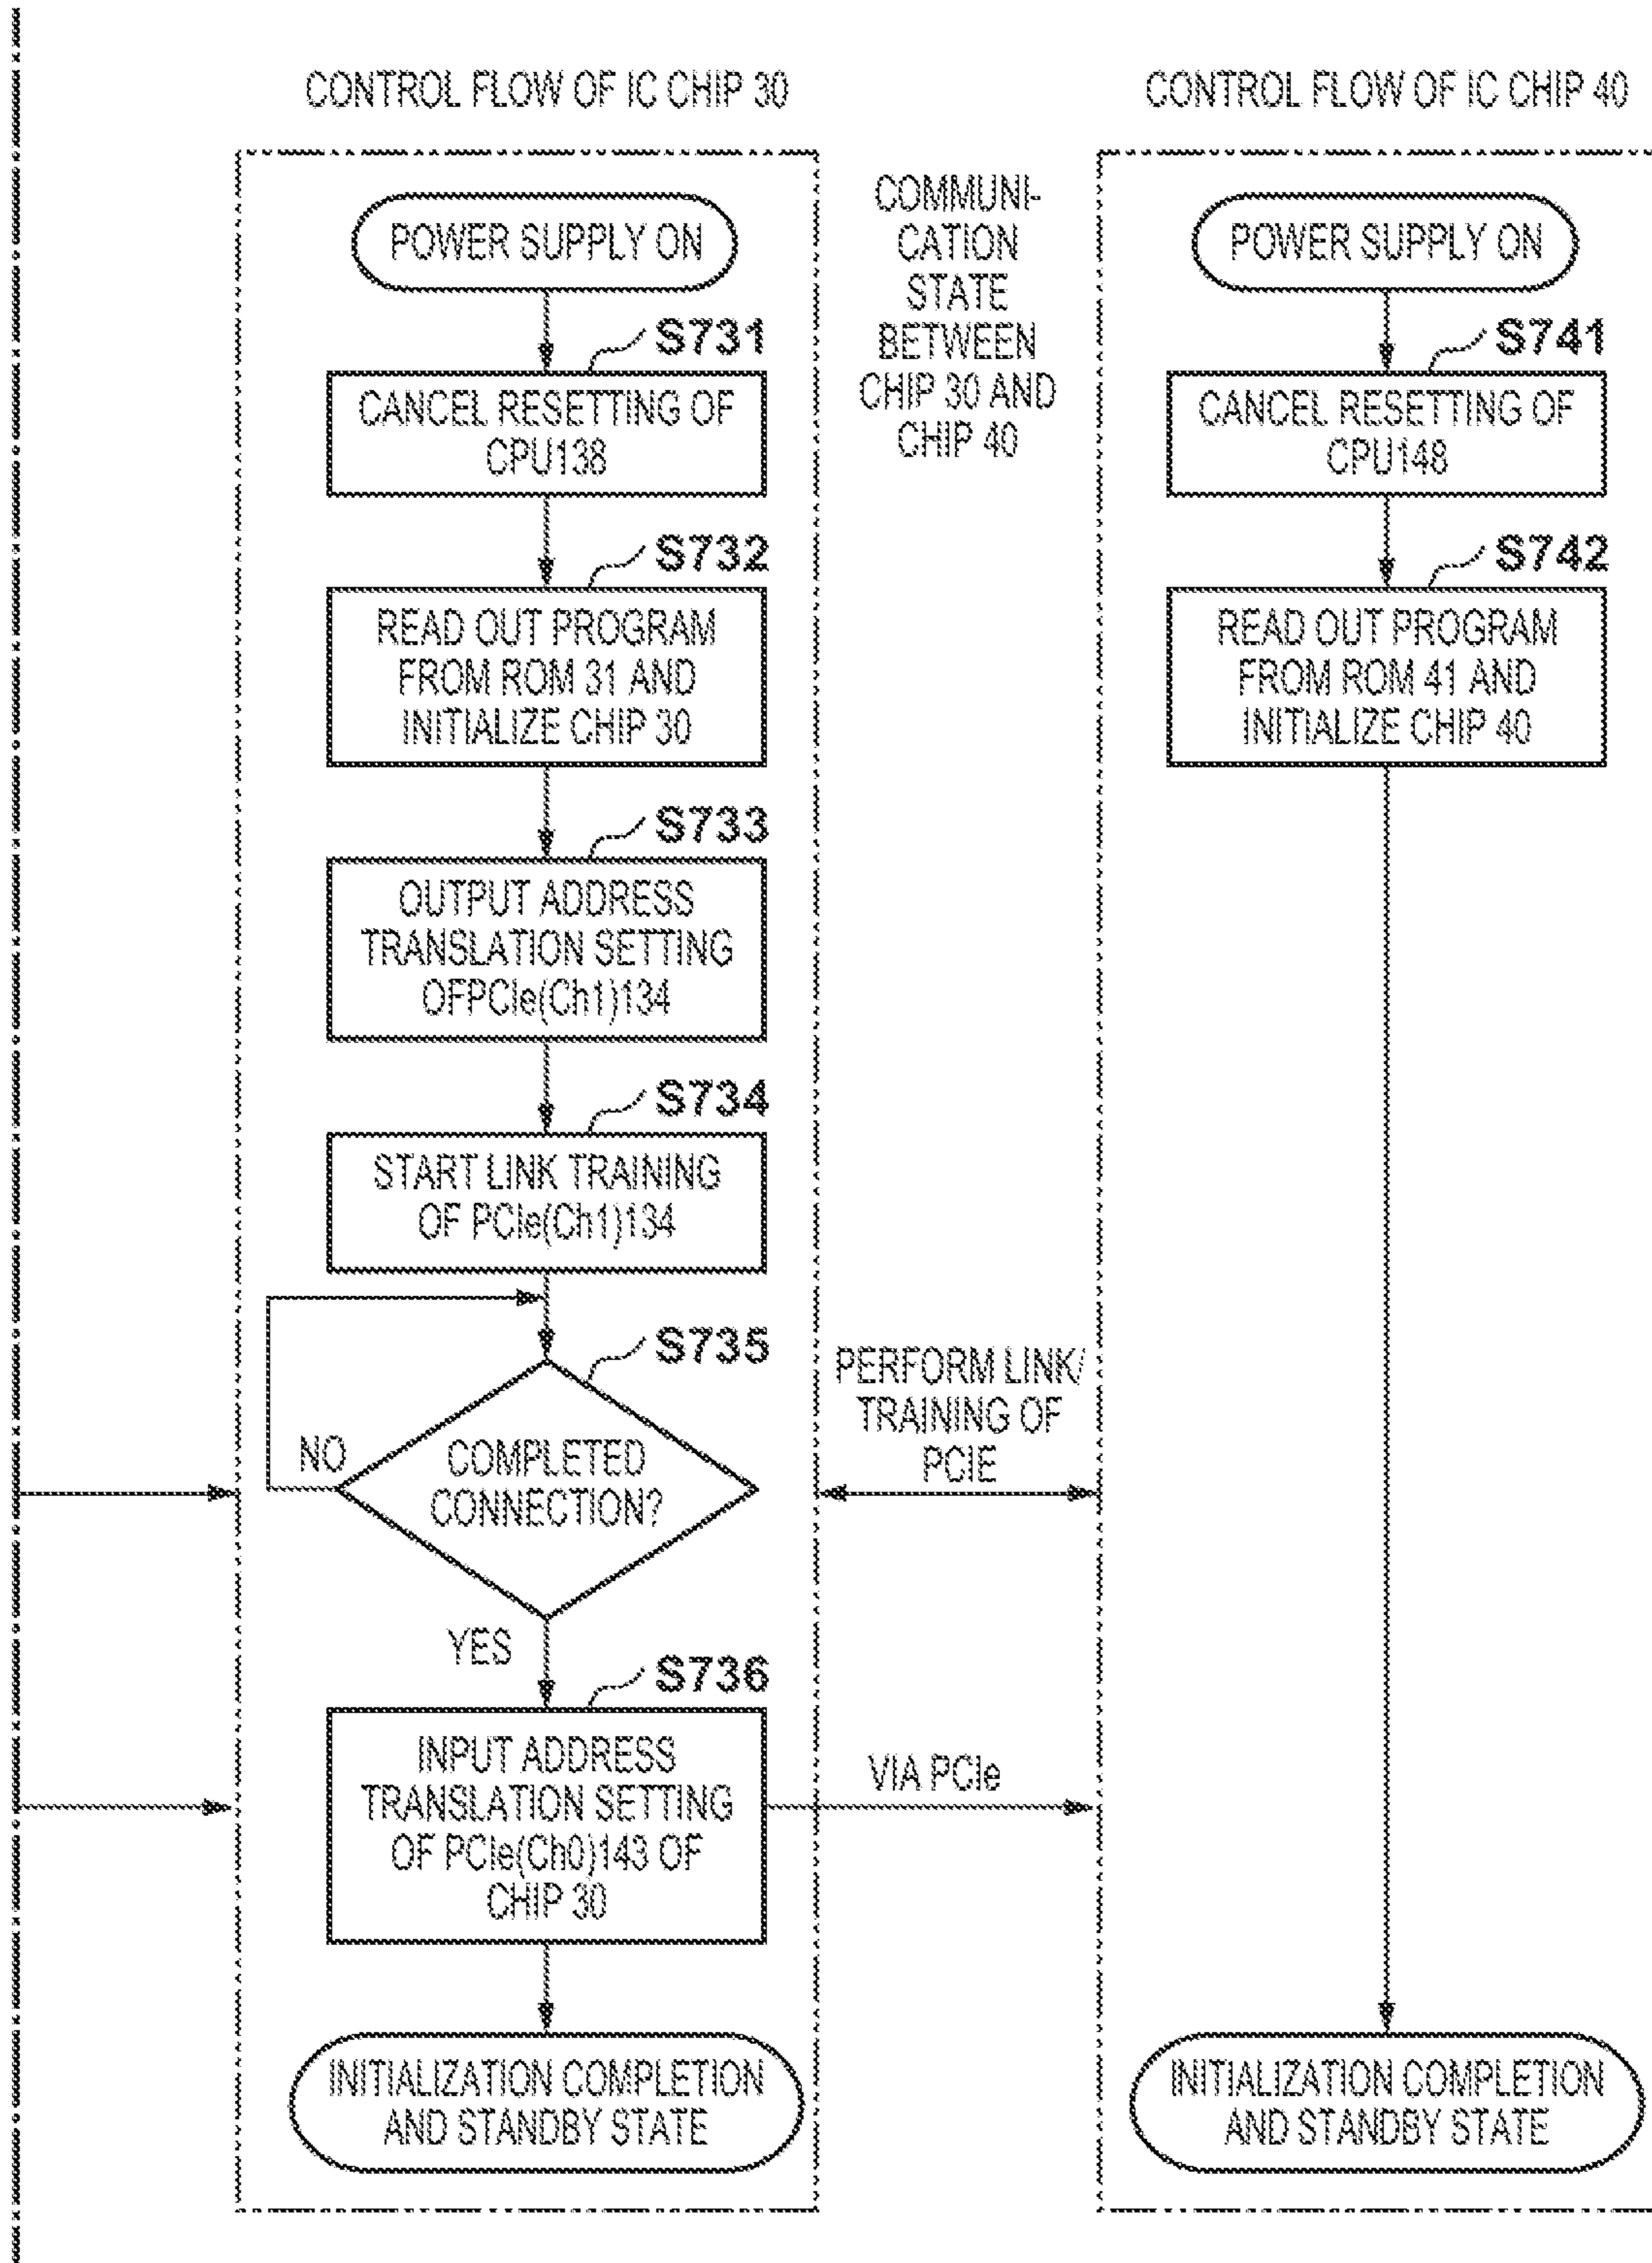 CONTROL FLOW OF IC CHIP 30
POWER SUPPLY ON
S731
CANCEL RESETTING OF
CPU138
S732
READ OUT PROGRAM
FROM ROM 31 AND
INITIALIZE CHIP 30
S733
OUTPUT ADDRESS
TRANSLATION SETTING
OFPCIe(Ch1)134
S734
START LINK TRAINING
OF PCIe(Ch1)134
S735
COMPLETED
CONNECTION?
NO
YES
S736
INPUT ADDRESS
TRANSLATION SETTING
OF PCIe(Ch0)143 OF
CHIP 30
INITIALIZATION COMPLETION
AND STANDBY STATE
COMMUNI-
CATION
STATE
BETWEEN
CHIP 30 AND
CHIP 40
PERFORM LINK/
TRAINING OF
PCIE
VIA PCIe
CONTROL FLOW OF IC CHIP 40
POWER SUPPLY ON
S741
CANCEL RESETTING OF
CPU148
S742
READ OUT PROGRAM
FROM ROM 41 AND
INITIALIZE CHIP 40
INITIALIZATION COMPLETION
AND STANDBY STATE